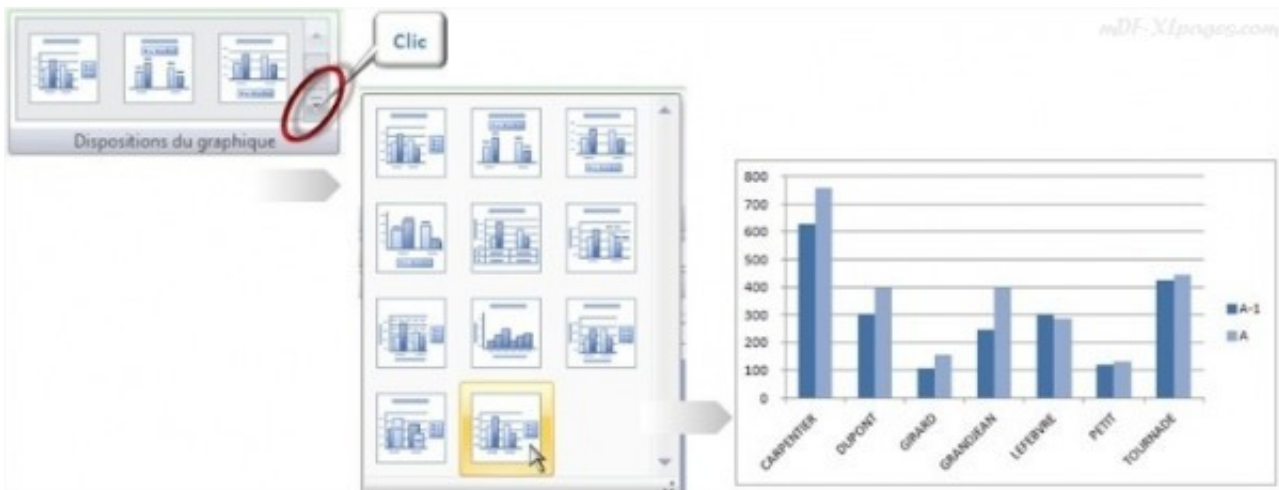 mDF-XLpages.com
Clic
Dispositions du graphique
800
700
600
500
400
300
200
100
0
CARPENTIER
DUPONT
GIRARD
GRANDJEAN
LEFEBVRE
PETIT
TOURNADE
A-1
A